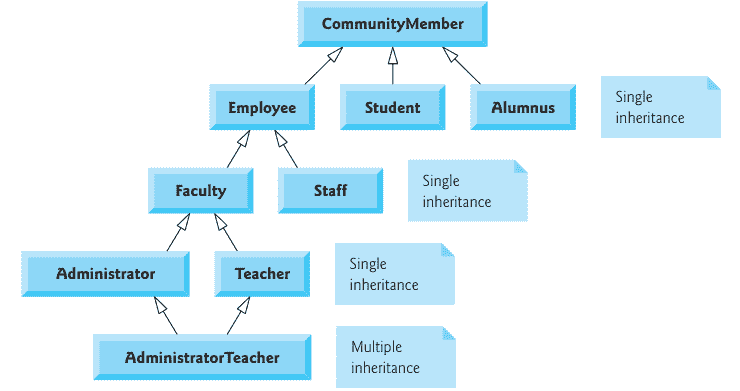 CommunityMember
Employee
Student
Alumnus
Single
inheritance
Faculty
Staff
Single
inheritance
Administrator
Teacher
Single
inheritance
AdministratorTeacher
Multiple
inheritance